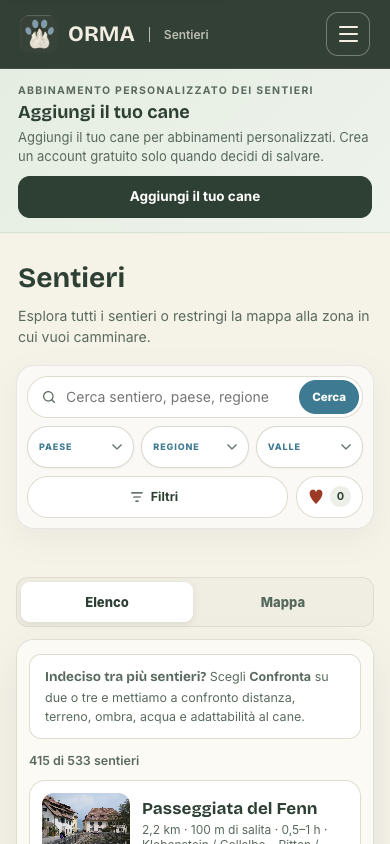 ORMA
Sentieri
ABBINAMENTO PERSONALIZZATO DEI SENTIERI
Aggiungi il tuo cane
Aggiungi il tuo cane per abbinamenti personalizzati. Crea
un account gratuito solo quando decidi di salvare.
Aggiungi il tuo cane
Sentieri
Esplora tutti i sentieri o restringi la mappa alla zona in
cui vuoi camminare.
Cerca sentiero, paese, regione
Cerca
PAESE
REGIONE
VALLE
Filtri
0
Elenco
Mappa
Indeciso tra più sentieri? Scegli Confronta su
due o tre e mettiamo a confronto distanza,
terreno, ombra, acqua e adattabilità al cane.
415 di 533 sentieri
Passeggiata del Fenn
2,2 km · 100 m di salita · 0,5–1 h ·
Klobenstein / Collalbo · Ritten /